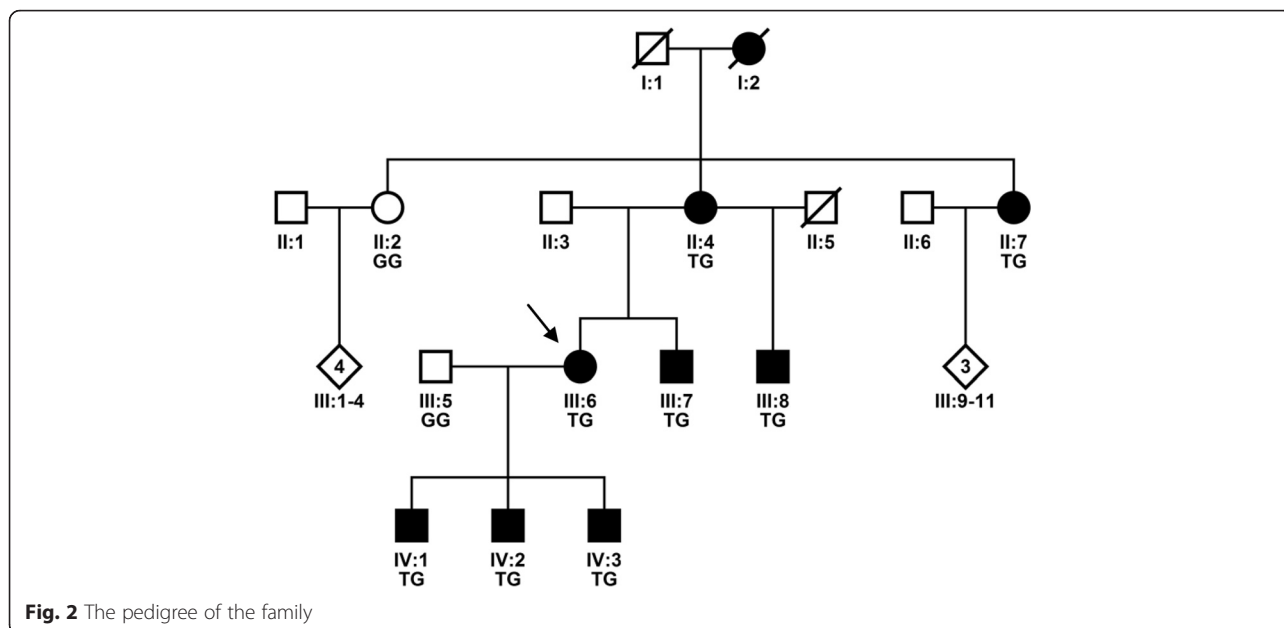 I:1 I:2
II:1 II:2 II:3 II:4 II:5 II:6 II:7
GG TG TG
4 3
III:1-4 III:5 III:6 III:7 III:8 III:9-11
GG TG TG TG
IV:1 IV:2 IV:3
TG TG TG
Fig. 2 The pedigree of the family